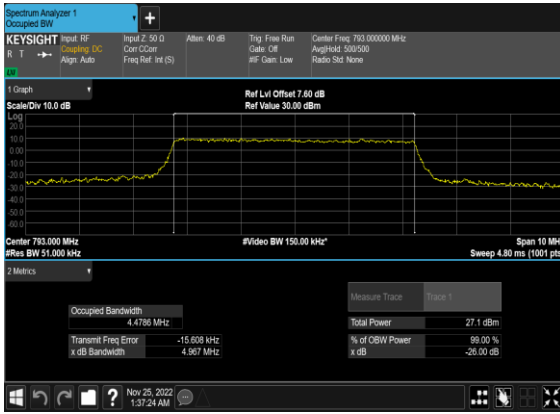 Spectrum Analyzer 1
Occupied BW
KEYSIGHT
R T
LW
Input: RF
Coupling: DC
Align: Auto
Input Z: 50 Ω
Corr CCorr
Freq Ref: Int (S)
Atten: 40 dB
Trig: Free Run
Gate: Off
#IF Gain: Low
Center Freq: 793.000000 MHz
Avg|Hold: 500/500
Radio Std: None
1 Graph
Scale/Div 10.0 dB
Ref Lvl Offset 7.60 dB
Ref Value 30.00 dBm
Log
20.0
10.0
0.00
-10.0
-20.0
-30.0
-40.0
-50.0
-60.0
Center 793.000 MHz
#Video BW 150.00 kHz*
Span 10 MH
#Res BW 51.000 kHz
Sweep 4.80 ms (1001 pts
2 Metrics
Measure Trace
Trace 1
Occupied Bandwidth
4.4786 MHz
Total Power
27.1 dBm
Transmit Freq Error
-15.608 kHz
% of OBW Power
99.00 %
x dB Bandwidth
4.967 MHz
x dB
-26.00 dB
?
Nov 25, 2022
1:37:24 AM